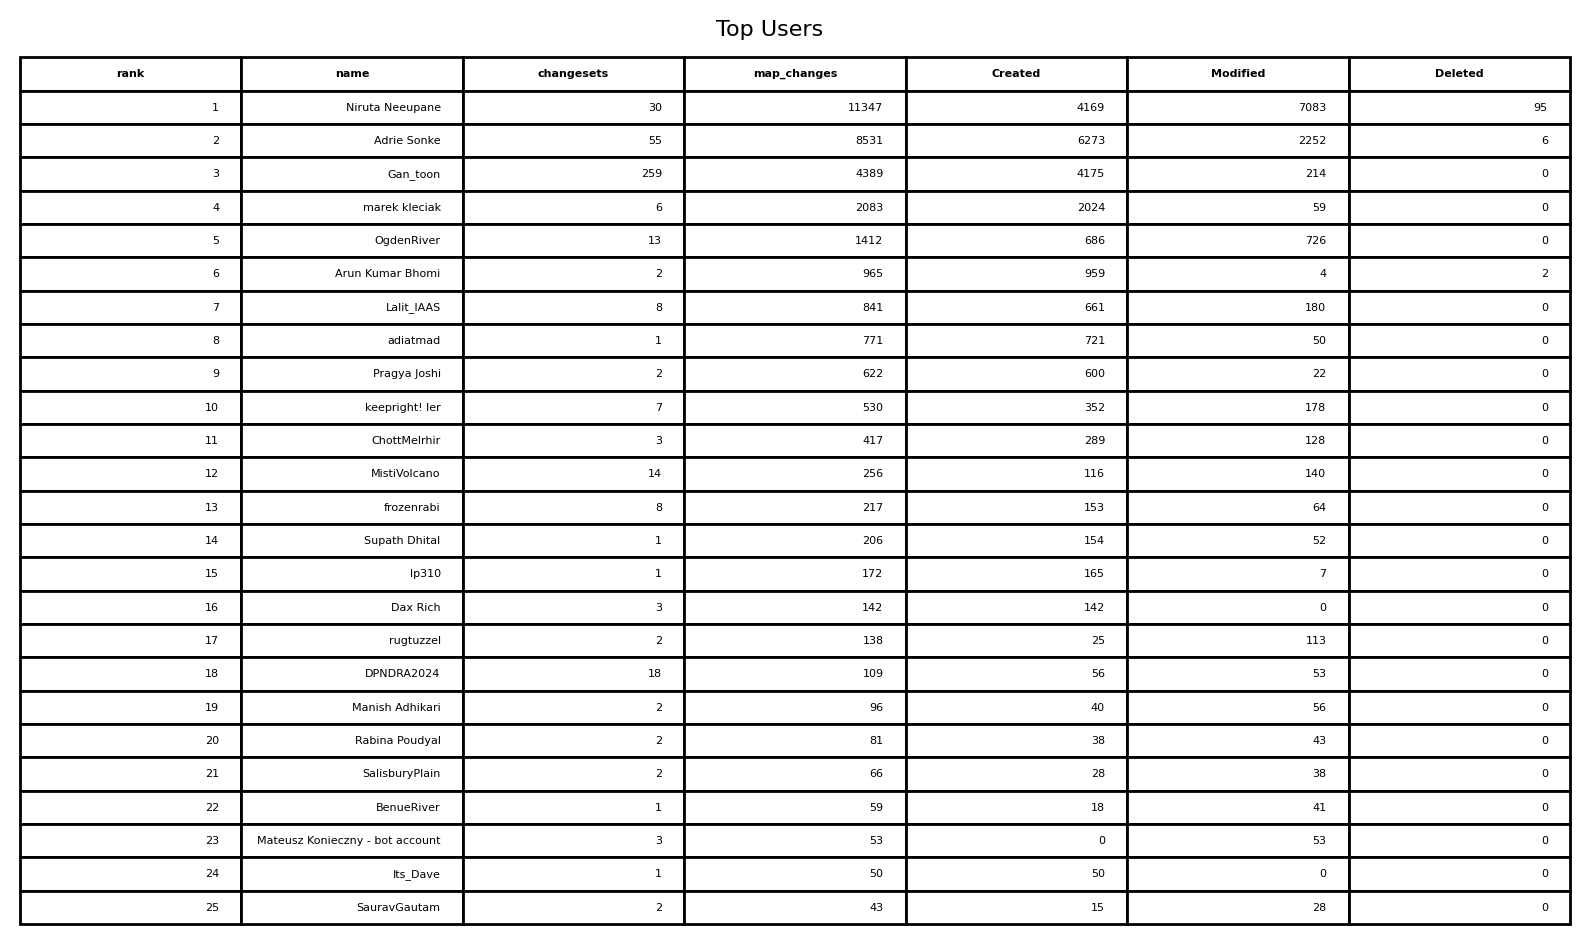 Top Users
rank name changesets map_changes Created Modified Deleted
1 Niruta Neeupane 30 11347 4169 7083 95
2 Adrie Sonke 55 8531 6273 2252 6
3 Gan_toon 259 4389 4175 214 0
4 marek kleciak 6 2083 2024 59 0
5 OgdenRiver 13 1412 686 726 0
6 Arun Kumar Bhomi 2 965 959 4 2
7 Lalit_IAAS 8 841 661 180 0
8 adiatmad 1 771 721 50 0
9 Pragya Joshi 2 622 600 22 0
10 keepright! ler 7 530 352 178 0
11 ChottMelrhir 3 417 289 128 0
12 MistiVolcano 14 256 116 140 0
13 frozenrabi 8 217 153 64 0
14 Supath Dhital 1 206 154 52 0
15 lp310 1 172 165 7 0
16 Dax Rich 3 142 142 0 0
17 rugtuzzel 2 138 25 113 0
18 DPNDRA2024 18 109 56 53 0
19 Manish Adhikari 2 96 40 56 0
20 Rabina Poudyal 2 81 38 43 0
21 SalisburyPlain 2 66 28 38 0
22 BenueRiver 1 59 18 41 0
23 Mateusz Konieczny - bot account 3 53 0 53 0
24 Its_Dave 1 50 50 0 0
25 SauravGautam 2 43 15 28 0